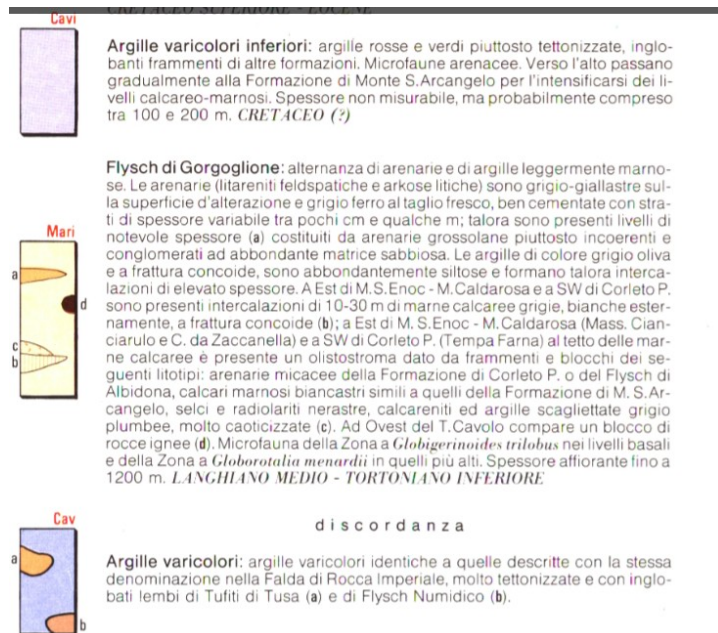 CRETACEO SUPERIORE - EOCENE
Cavi
Argille varicolori inferiori: argille rosse e verdi piuttosto tettonizzate, inglo-
banti frammenti di altre formazioni. Microfaune arenacee. Verso l'alto passano
gradualmente alla Formazione di Monte S.Arcangelo per l'intensificarsi dei li-
velli calcareo-marnosi. Spessore non misurabile, ma probabilmente compreso
tra 100 e 200 m. CRETACEO (?)
Flysch di Gorgoglione: alternanza di arenarie e di argille leggermente marno-
se. Le arenarie (litareniti feldspatiche e arkose litiche) sono grigio-giallastre sul-
la superficie d'alterazione e grigio ferro al taglio fresco, ben cementate con stra-
ti di spessore variabile tra pochi cm e qualche m; talora sono presenti livelli di
notevole spessore (a) costituiti da arenarie grossolane piuttosto incoerenti e
conglomerati ad abbondante matrice sabbiosa. Le argille di colore grigio oliva
e a frattura concoide, sono abbondantemente siltose e formano talora interca-
lazioni di elevato spessore. A Est di M.S.Enoc - M.Caldarosa e a SW di Corleto P.
sono presenti intercalazioni di 10-30 m di marne calcaree grigie, bianche ester-
namente, a frattura concoide (b); a Est di M. S.Enoc - M.Caldarosa (Mass. Cian-
ciarulo e C. da Zaccanella) e a SW di Corleto P. (Tempa Farna) al tetto delle mar-
ne calcaree è presente un olistostroma dato da frammenti e blocchi dei se-
guenti litotipi: arenarie micacee della Formazione di Corleto P. o del Flysch di
Albidona, calcari marnosi biancastri simili a quelli della Formazione di M. S.Ar-
cangelo, selci e radiolariti nerastre, calcareniti ed argille scagliettate grigio
plumbee, molto caoticizzate (c). Ad Ovest del T.Cavolo compare un blocco di
rocce ignee (d). Microfauna della Zona a Globigerinoides trilobus nei livelli basali
e della Zona a Globorotalia menardii in quelli più alti. Spessore affiorante fino a
1200 m. LANGHIANO MEDIO - TORTONIANO INFERIORE
Mari
a
d
c
b
discordanza
Cav
a
b
Argille varicolori: argille varicolori identiche a quelle descritte con la stessa
denominazione nella Falda di Rocca Imperiale, molto tettonizzate e con inglo-
bati lembi di Tufiti di Tusa (a) e di Flysch Numidico (b).